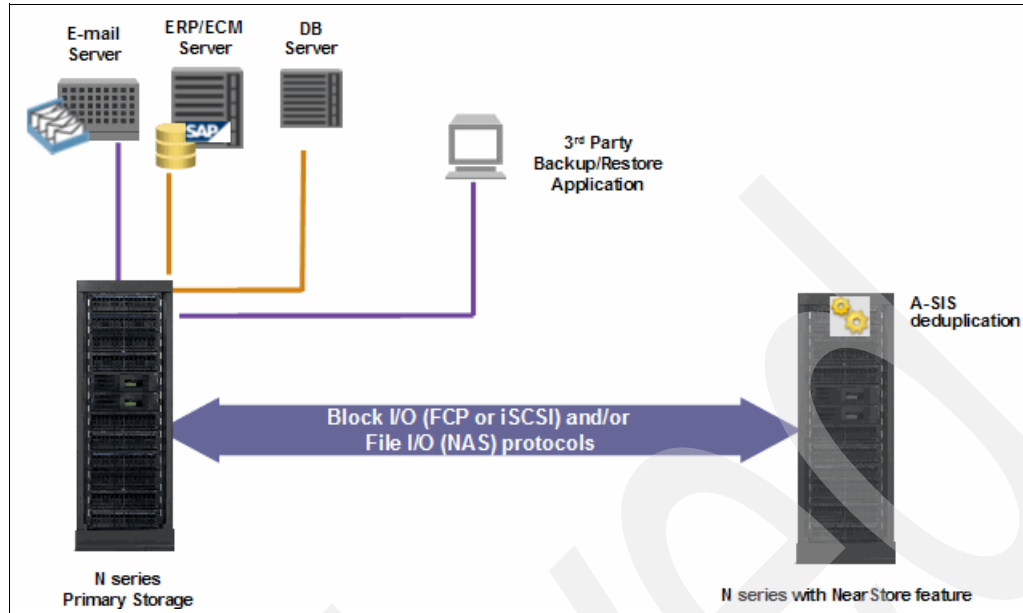 E-mail
Server
ERP/ECM
Server
DB
Server
SAP
3rd Party
Backup/Restore
Application
A-SIS
deduplication
Block I/O (FCP or iSCSI) and/or
File I/O (NAS) protocols
N series
Primary Storage
N series with NearStore feature